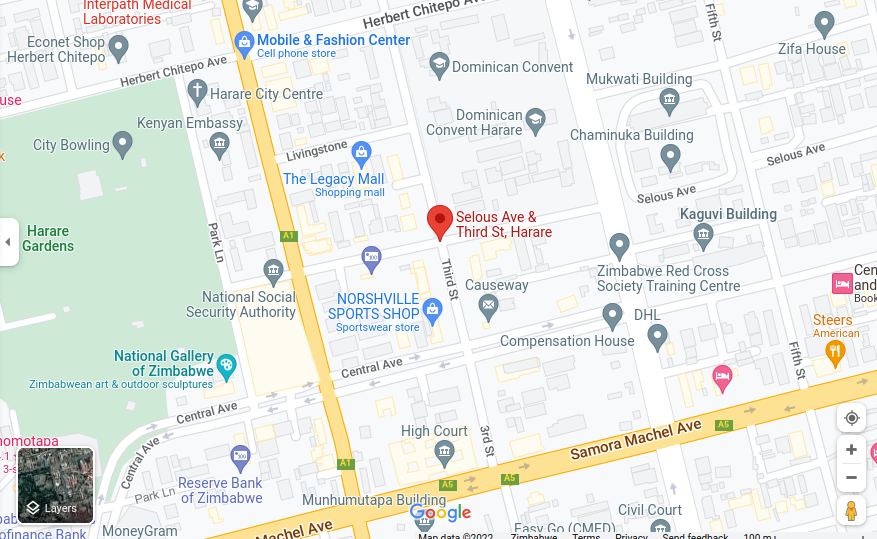 Interpath Medical
Laboratories
Herbert Chitepo Ave
Fifth St
Econet Shop
Herbert Chitepo
Mobile & Fashion Center
Cell phone store
Zifa House
Herbert Chitepo Ave
Dominican Convent
Mukwati Building
Harare City Centre
Kenyan Embassy
Dominican
Convent Harare
Chaminuka Building
City Bowling
Livingstone
Selous Ave
The Legacy Mall
Shopping mall
Selous Ave
Harare
Gardens
Park Ln
A1
Selous Ave &
Third St, Harare
Kaguvi Building
Third St
Zimbabwe Red Cross
Society Training Centre
National Social
Security Authority
Causeway
NORSHVILLE
SPORTS SHOP
Sportswear store
DHL
Compensation House
Steers
American
Fifth St
National Gallery
of Zimbabwe
Zimbabwean art & outdoor sculptures
Central Ave
Central Ave
Central Ave
High Court
3rd St
Samora Machel Ave
A5
A1
A5
A5
Reserve Bank
of Zimbabwe
Park Ln
Munhumutapa Building
Layers
MoneyGram
Machel Ave
Google
Civil Court
Easy Go (CMED)
Map data ©2022
Zimbabwe
Terms
Privacy
Send feedback
100 m